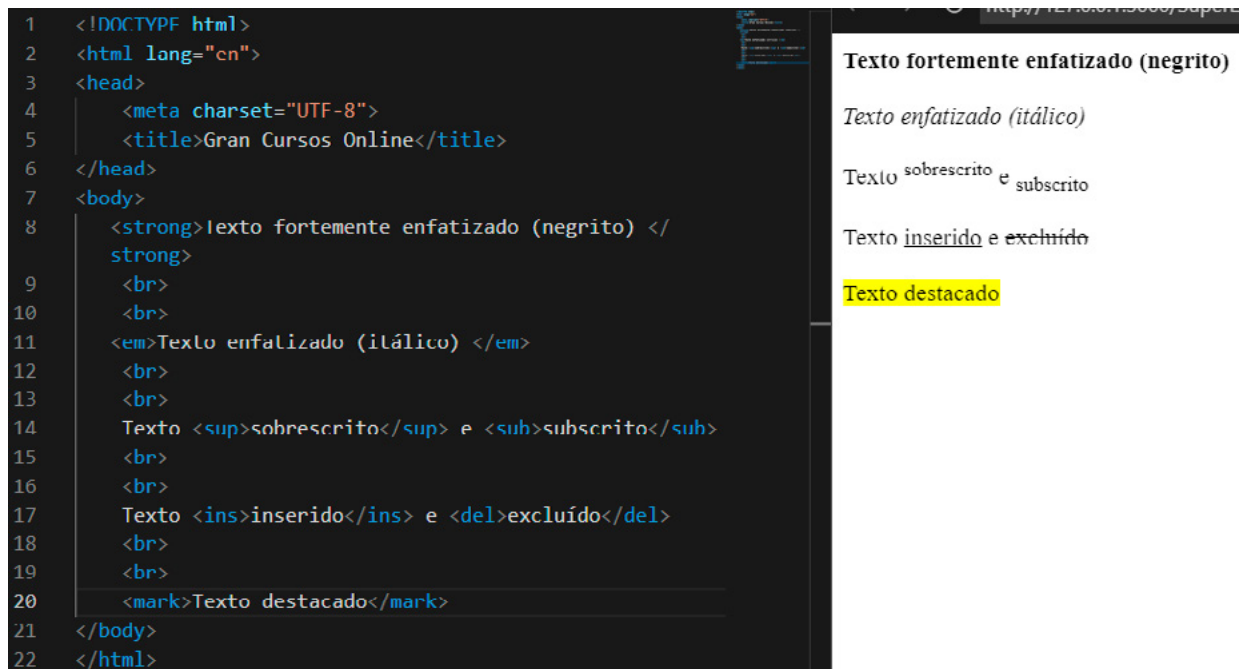 1 <!DOCTYPE html>
2 <html lang="en">
3 <head>
4 <meta charset="UTF-8">
5 <title>Gran Cursos Online</title>
6 </head>
7 <body>
8 <strong>Texto fortemente enfatizado (negrito) </
strong>
9 <br>
10 <br>
11 <em>Texto enfatizado (itálico) </em>
12 <br>
13 <br>
14 Texto <sup>sobrescrito</sup> e <sub>subscrito</sub>
15 <br>
16 <br>
17 Texto <ins>inserido</ins> e <del>excluído</del>
18 <br>
19 <br>
20 <mark>Texto destacado</mark>
21 </body>
22 </html>
Texto fortemente enfatizado (negrito)
Texto enfatizado (itálico)
Texto sobrescrito e subscrito
Texto inserido e excluído
Texto destacado